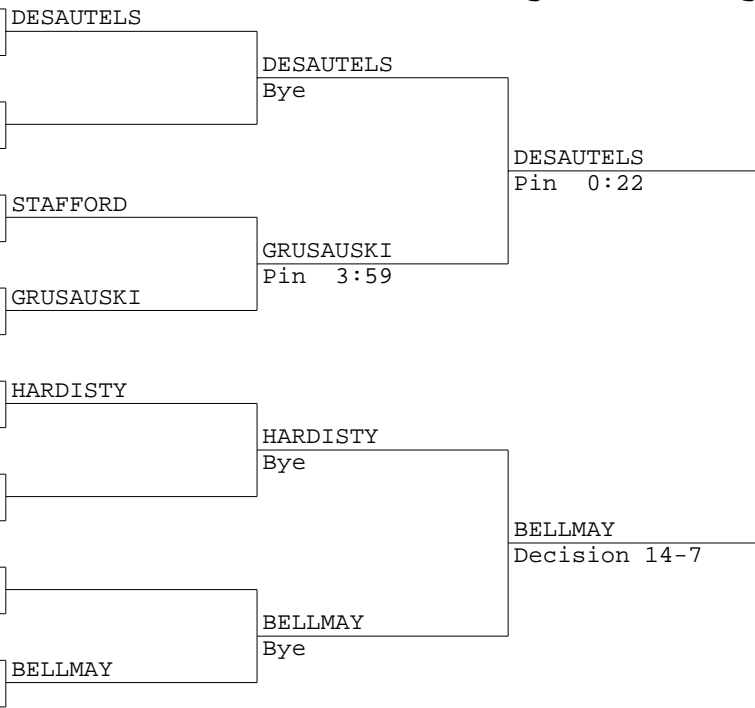 DESAUTELS
DESAUTELS
Bye
DESAUTELS
Pin 0:22
STAFFORD
GRUSAUSKI
Pin 3:59
GRUSAUSKI
HARDISTY
HARDISTY
Bye
BELLMAY
Decision 14-7
BELLMAY
Bye
BELLMAY